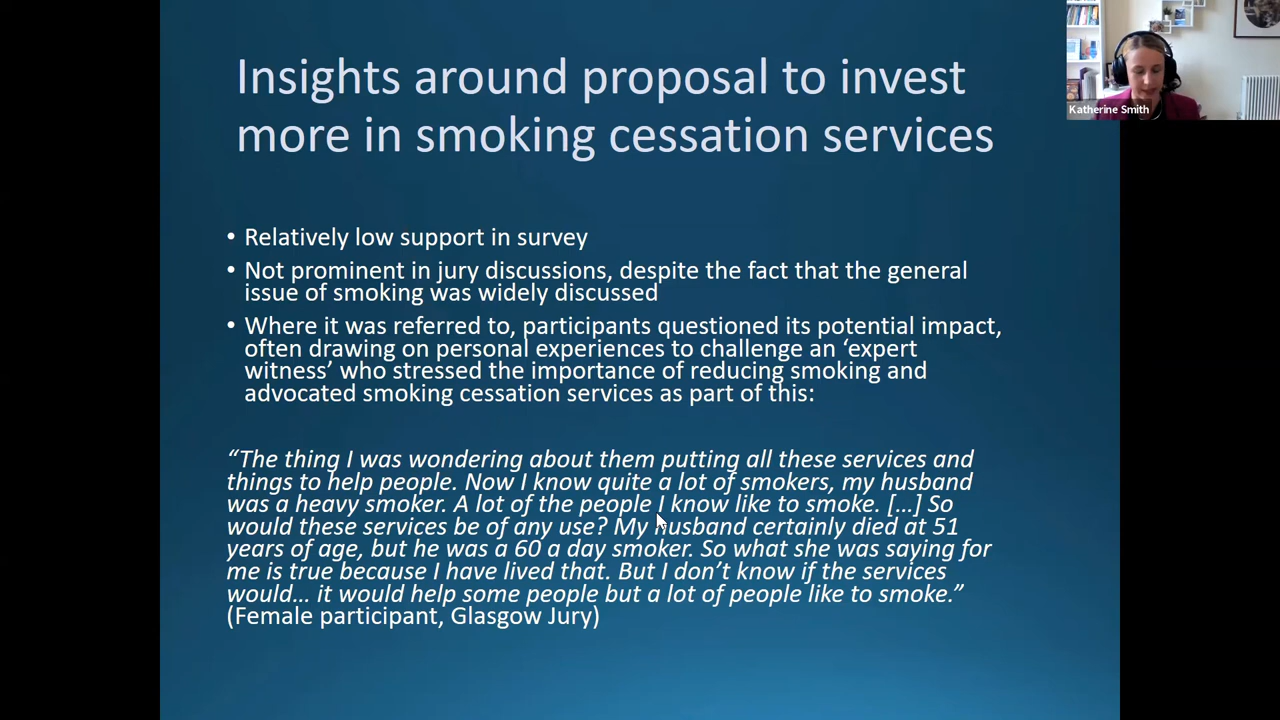 Insights around proposal to invest
more in smoking cessation services
Katherine Smith
• Relatively low support in survey
• Not prominent in jury discussions, despite the fact that the general
issue of smoking was widely discussed
• Where it was referred to, participants questioned its potential impact,
often drawing on personal experiences to challenge an ‘expert
witness’ who stressed the importance of reducing smoking and
advocated smoking cessation services as part of this:
“The thing I was wondering about them putting all these services and
things to help people. Now I know quite a lot of smokers, my husband
was a heavy smoker. A lot of the people I know like to smoke. […] So
would these services be of any use? My husband certainly died at 51
years of age, but he was a 60 a day smoker. So what she was saying for
me is true because I have lived that. But I don’t know if the services
would… it would help some people but a lot of people like to smoke.”
(Female participant, Glasgow Jury)